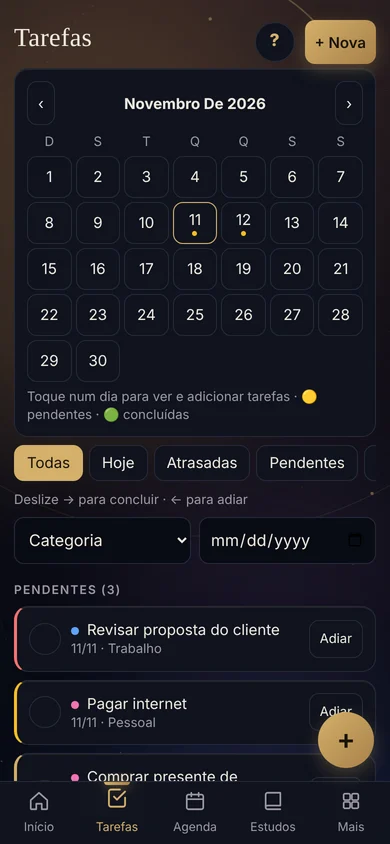 Tarefas
?
+ Nova
‹
Novembro De 2026
›
D S T Q Q S S
1 2 3 4 5 6 7
8 9 10 11 12 13 14
15 16 17 18 19 20 21
22 23 24 25 26 27 28
29 30
Toque num dia para ver e adicionar tarefas · 🟡
pendentes · 🟢 concluídas
Todas Hoje Atrasadas Pendentes
Deslize → para concluir · ← para adiar
Categoria mm/dd/yyyy
PENDENTES (3)
Revisar proposta do cliente
11/11 · Trabalho
Adiar
Pagar internet
11/11 · Pessoal
Adiar
+
Comprar presente de
Início Tarefas Agenda Estudos Mais